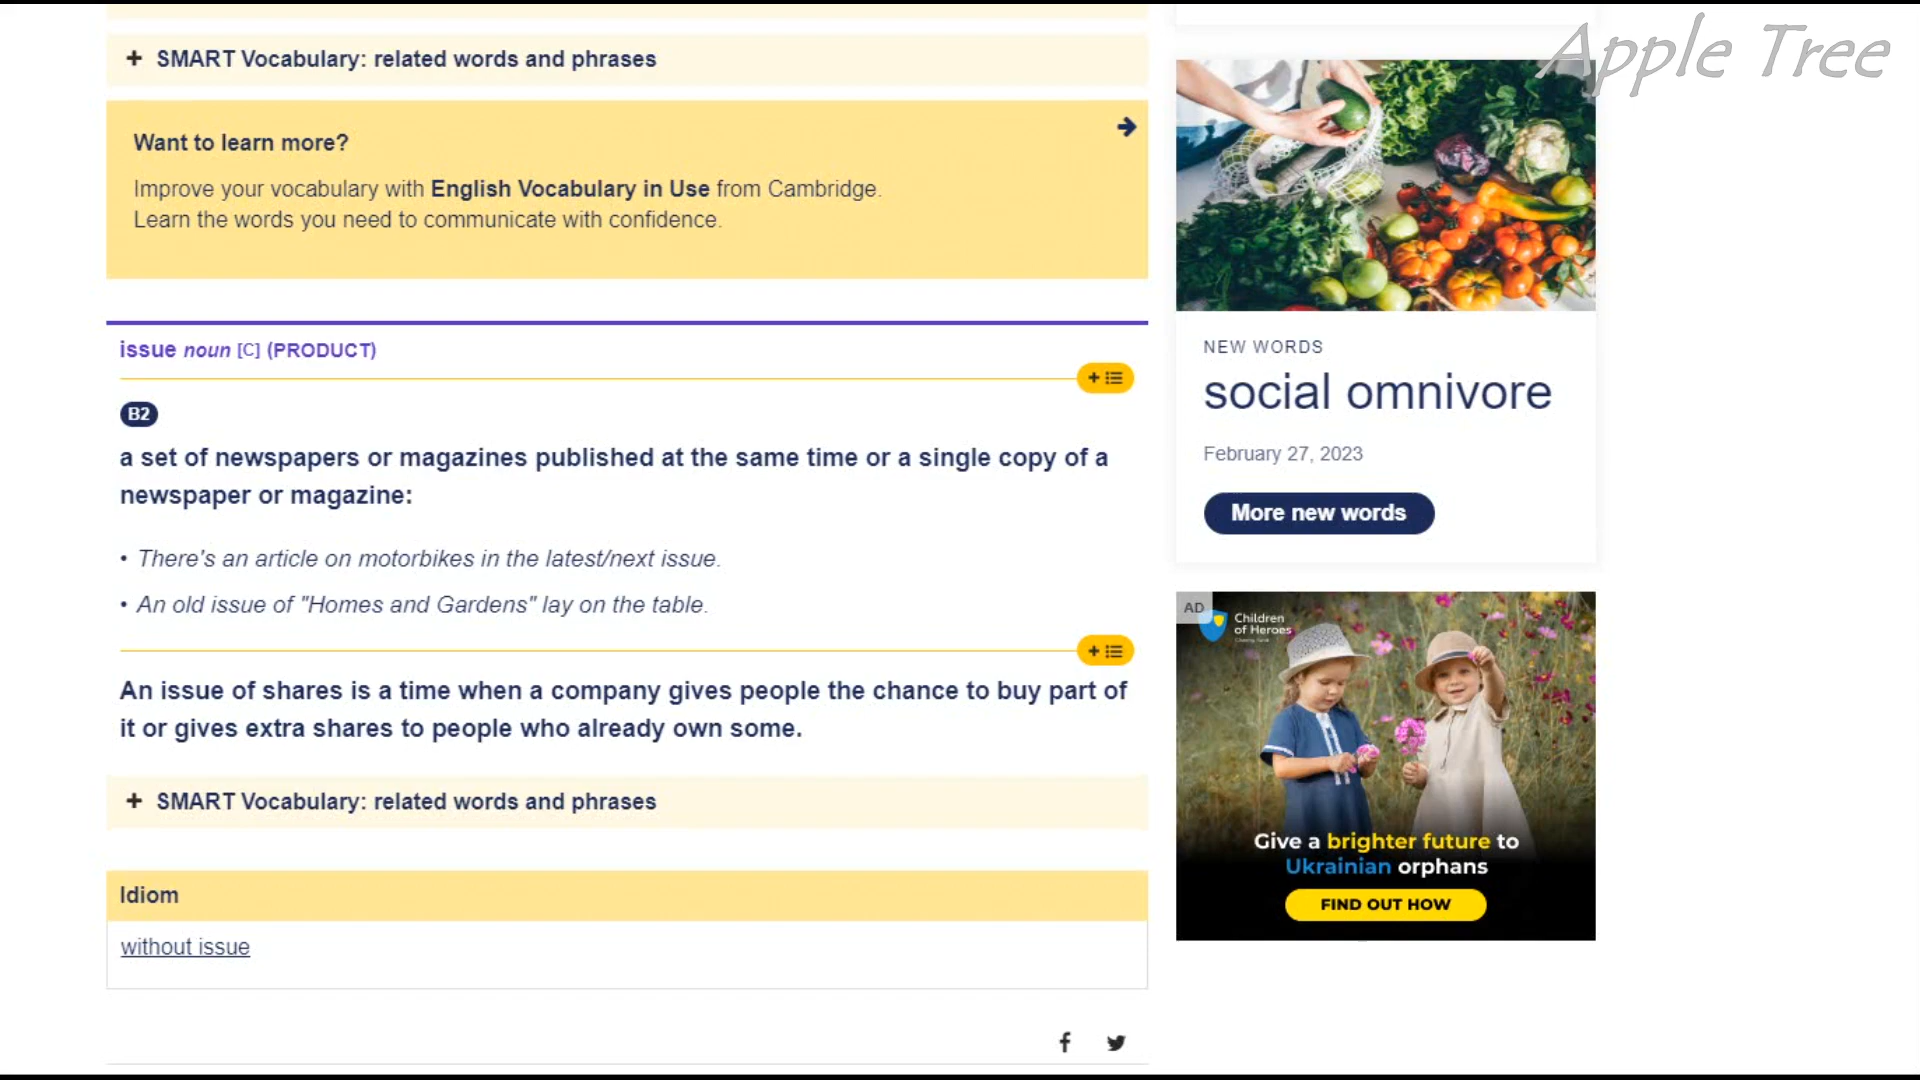 Apple Tree
+ SMART Vocabulary: related words and phrases
Want to learn more?
Improve your vocabulary with English Vocabulary in Use from Cambridge.
Learn the words you need to communicate with confidence.
issue noun [C] (PRODUCT)
B2
a set of newspapers or magazines published at the same time or a single copy of a
newspaper or magazine:
• There's an article on motorbikes in the latest/next issue.
• An old issue of "Homes and Gardens" lay on the table.
An issue of shares is a time when a company gives people the chance to buy part of
it or gives extra shares to people who already own some.
+ SMART Vocabulary: related words and phrases
Idiom
without issue
NEW WORDS
social omnivore
February 27, 2023
More new words
AD
Children
of Heroes
Give a brighter future to
Ukrainian orphans
FIND OUT HOW